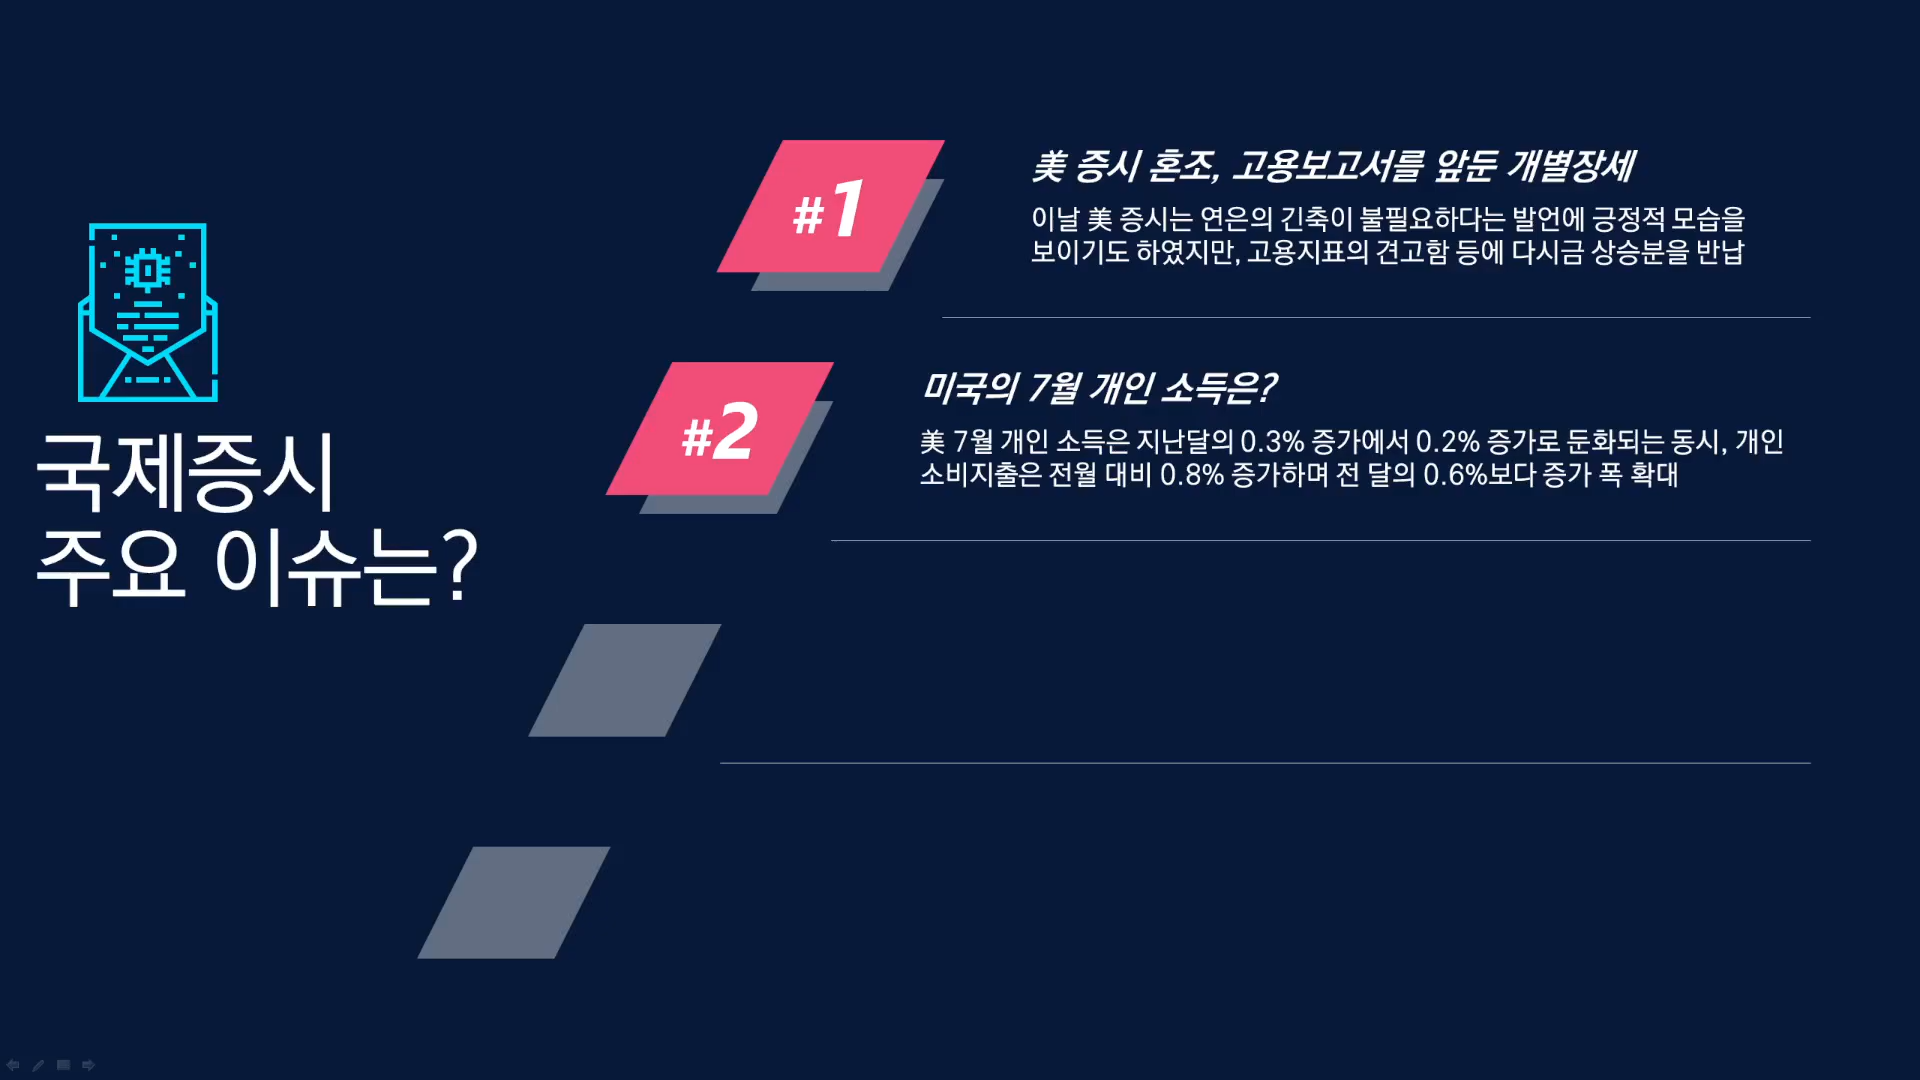 국제증시
주요 이슈는?
#1
美 증시 혼조, 고용보고서를 앞둔 개별장세
이날 美 증시는 연은의 긴축이 불필요하다는 발언에 긍정적 모습을
보이기도 하였지만, 고용지표의 견고함 등에 다시금 상승분을 반납
#2
미국의 7월 개인 소득은?
美 7월 개인 소득은 지난달의 0.3% 증가에서 0.2% 증가로 둔화되는 동시, 개인
소비지출은 전월 대비 0.8% 증가하며 전 달의 0.6%보다 증가 폭 확대